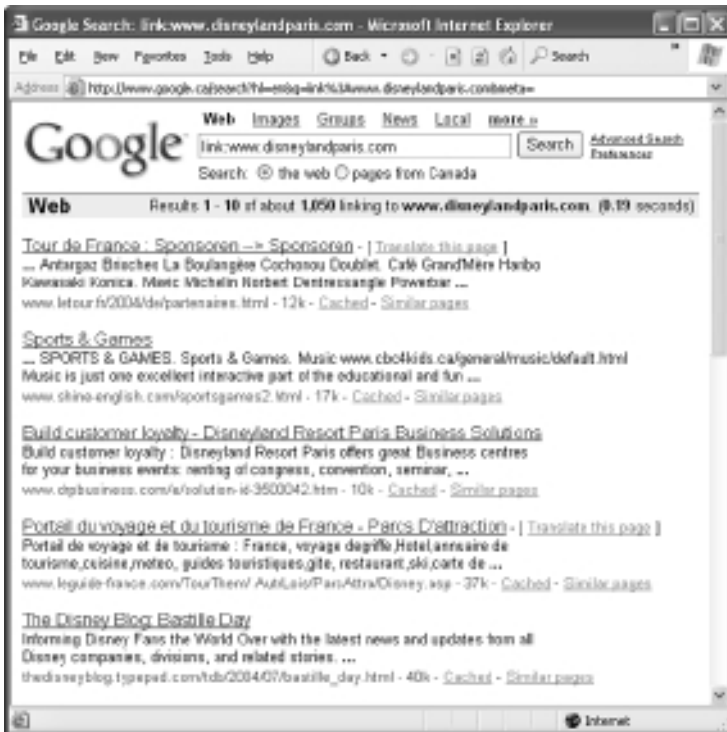 Google Search: link:www.disneylandparis.com - Microsoft Internet Explorer
File Edit View Favorites Tools Help Back Search
Address http://www.google.ca/search?hl=en&q=link%3Awww.disneylandparis.com&meta=
Web Images Groups News Local more »
Google link:www.disneylandparis.com Search Advanced Search
Preferences
Search: the web pages from Canada
Web Results 1 - 10 of about 1,050 linking to www.disneylandparis.com. (0.19 seconds)
Tour de France : Sponsoren --> Sponsoren - [ Translate this page ]
... Antargaz Brioches La Boulangère Cochonou Doublet. Café Grand'Mère Haribo
Kawasaki Konica. Mavic Michelin Norbert Dentressangle Powerbar ...
www.letour.fr/2004/de/partenaires.html - 12k - Cached - Similar pages
Sports & Games
... SPORTS & GAMES. Sports & Games. Music www.cbc4kids.ca/general/music/default.html
Music is just one excellent interactive part of the educational and fun ...
www.shine-english.com/sportsgames2.html - 17k - Cached - Similar pages
Build customer loyalty - Disneyland Resort Paris Business Solutions
Build customer loyalty : Disneyland Resort Paris offers great Business centres
for your business events: renting of congress, convention, seminar, ...
www.drpbusiness.com/e/solution-id-3500042.htm - 10k - Cached - Similar pages
Portail du voyage et du tourisme de France - Parcs D'attraction - [ Translate this page ]
Portail de voyage et de tourisme : France, voyage degriffe,Hotel,annuaire de
tourisme,cuisine,meteo, guides touristiques,gite, restaurant,ski,carte de ...
www.leguide-france.com/TourThem/ - 37k - Cached - Similar pages
The Disney Blog: Bastille Day
Informing Disney Fans the World Over with the latest news and updates from all
Disney companies, divisions, and related stories. ...
thedisneyblog.typepad.com/tdb/2004/07/bastille_day.html - 40k - Cached - Similar pages
Internet